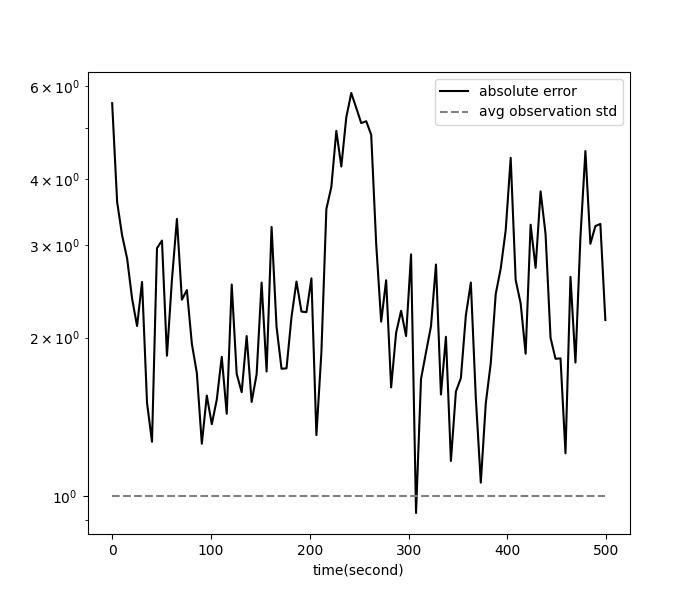 6 × 10⁰
4 × 10⁰
3 × 10⁰
2 × 10⁰
10⁰
absolute error
avg observation std
0 100 200 300 400 500
time(second)